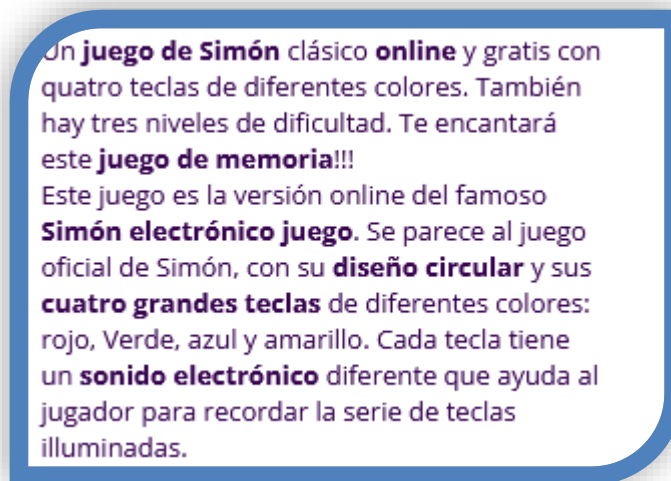 Un juego de Simón clásico online y gratis con
quatro teclas de diferentes colores. También
hay tres niveles de dificultad. Te encantará
este juego de memoria!!!
Este juego es la versión online del famoso
Simón electrónico juego. Se parece al juego
oficial de Simón, con su diseño circular y sus
cuatro grandes teclas de diferentes colores:
rojo, Verde, azul y amarillo. Cada tecla tiene
un sonido electrónico diferente que ayuda al
jugador para recordar la serie de teclas
illuminadas.